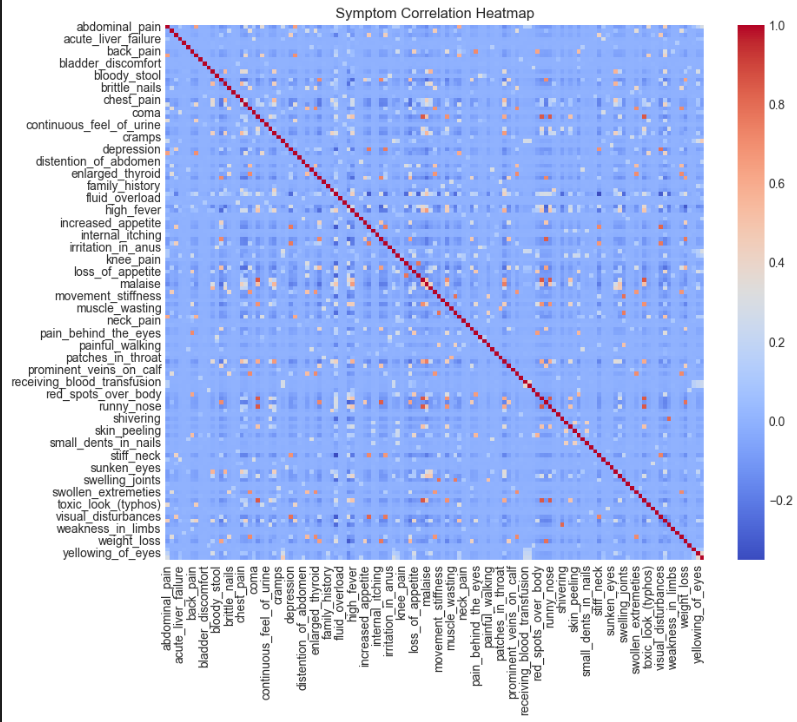 Symptom Correlation Heatmap
abdominal_pain
acute_liver_failure
back_pain
bladder_discomfort
bloody_stool
brittle_nails
chest_pain
coma
continuous_feel_of_urine
cramps
depression
distention_of_abdomen
enlarged_thyroid
family_history
fluid_overload
high_fever
increased_appetite
internal_itching
irritation_in_anus
knee_pain
loss_of_appetite
malaise
movement_stiffness
muscle_wasting
neck_pain
pain_behind_the_eyes
painful_walking
patches_in_throat
prominent_veins_on_calf
receiving_blood_transfusion
red_spots_over_body
runny_nose
shivering
skin_peeling
small_dents_in_nails
stiff_neck
sunken_eyes
swelling_joints
swollen_extremeties
toxic_look_(typhos)
visual_disturbances
weakness_in_limbs
weight_loss
yellowing_of_eyes
abdominal_pain
acute_liver_failure
back_pain
bladder_discomfort
bloody_stool
brittle_nails
chest_pain
coma
continuous_feel_of_urine
cramps
depression
distention_of_abdomen
enlarged_thyroid
family_history
fluid_overload
high_fever
increased_appetite
internal_itching
irritation_in_anus
knee_pain
loss_of_appetite
malaise
movement_stiffness
muscle_wasting
neck_pain
pain_behind_the_eyes
painful_walking
patches_in_throat
prominent_veins_on_calf
receiving_blood_transfusion
red_spots_over_body
runny_nose
shivering
skin_peeling
small_dents_in_nails
stiff_neck
sunken_eyes
swelling_joints
swollen_extremeties
toxic_look_(typhos)
visual_disturbances
weakness_in_limbs
weight_loss
yellowing_of_eyes
1.0
0.8
0.6
0.4
0.2
0.0
−0.2